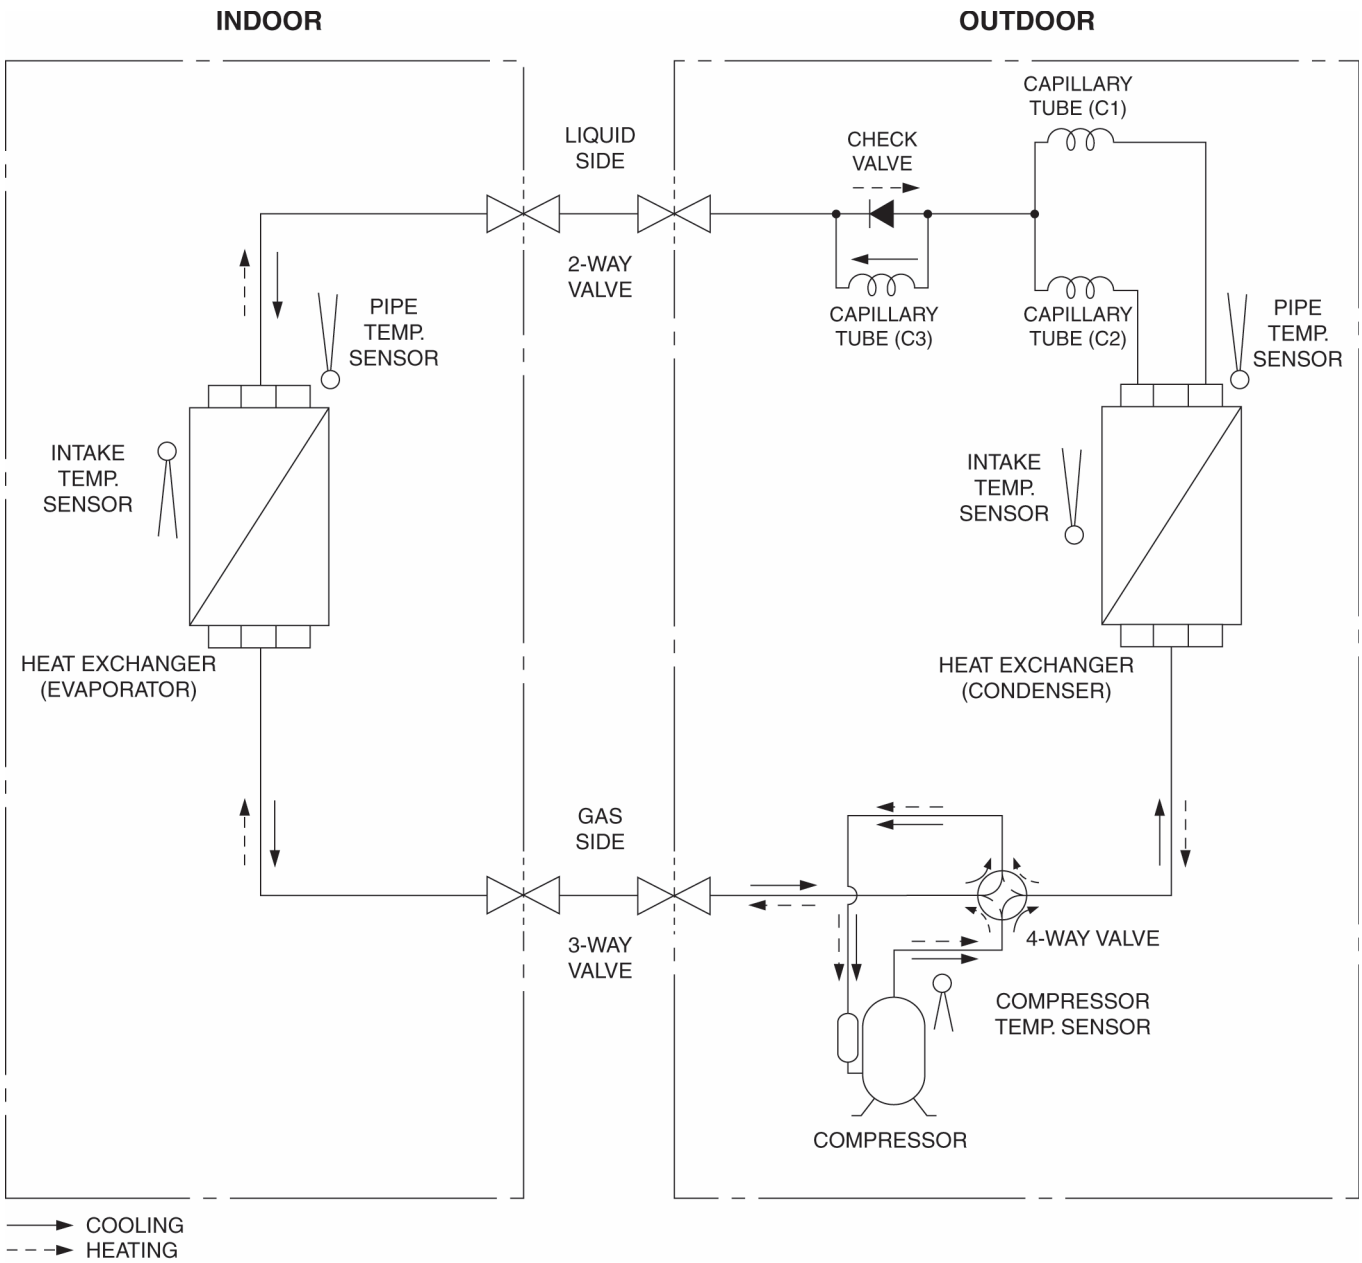 INDOOR
OUTDOOR
CAPILLARY
TUBE (C1)
LIQUID
SIDE
CHECK
VALVE
2-WAY
VALVE
PIPE
TEMP.
SENSOR
CAPILLARY
TUBE (C3)
CAPILLARY
TUBE (C2)
PIPE
TEMP.
SENSOR
INTAKE
TEMP.
SENSOR
INTAKE
TEMP.
SENSOR
HEAT EXCHANGER
(EVAPORATOR)
HEAT EXCHANGER
(CONDENSER)
GAS
SIDE
3-WAY
VALVE
4-WAY VALVE
COMPRESSOR
TEMP. SENSOR
COMPRESSOR
COOLING
HEATING